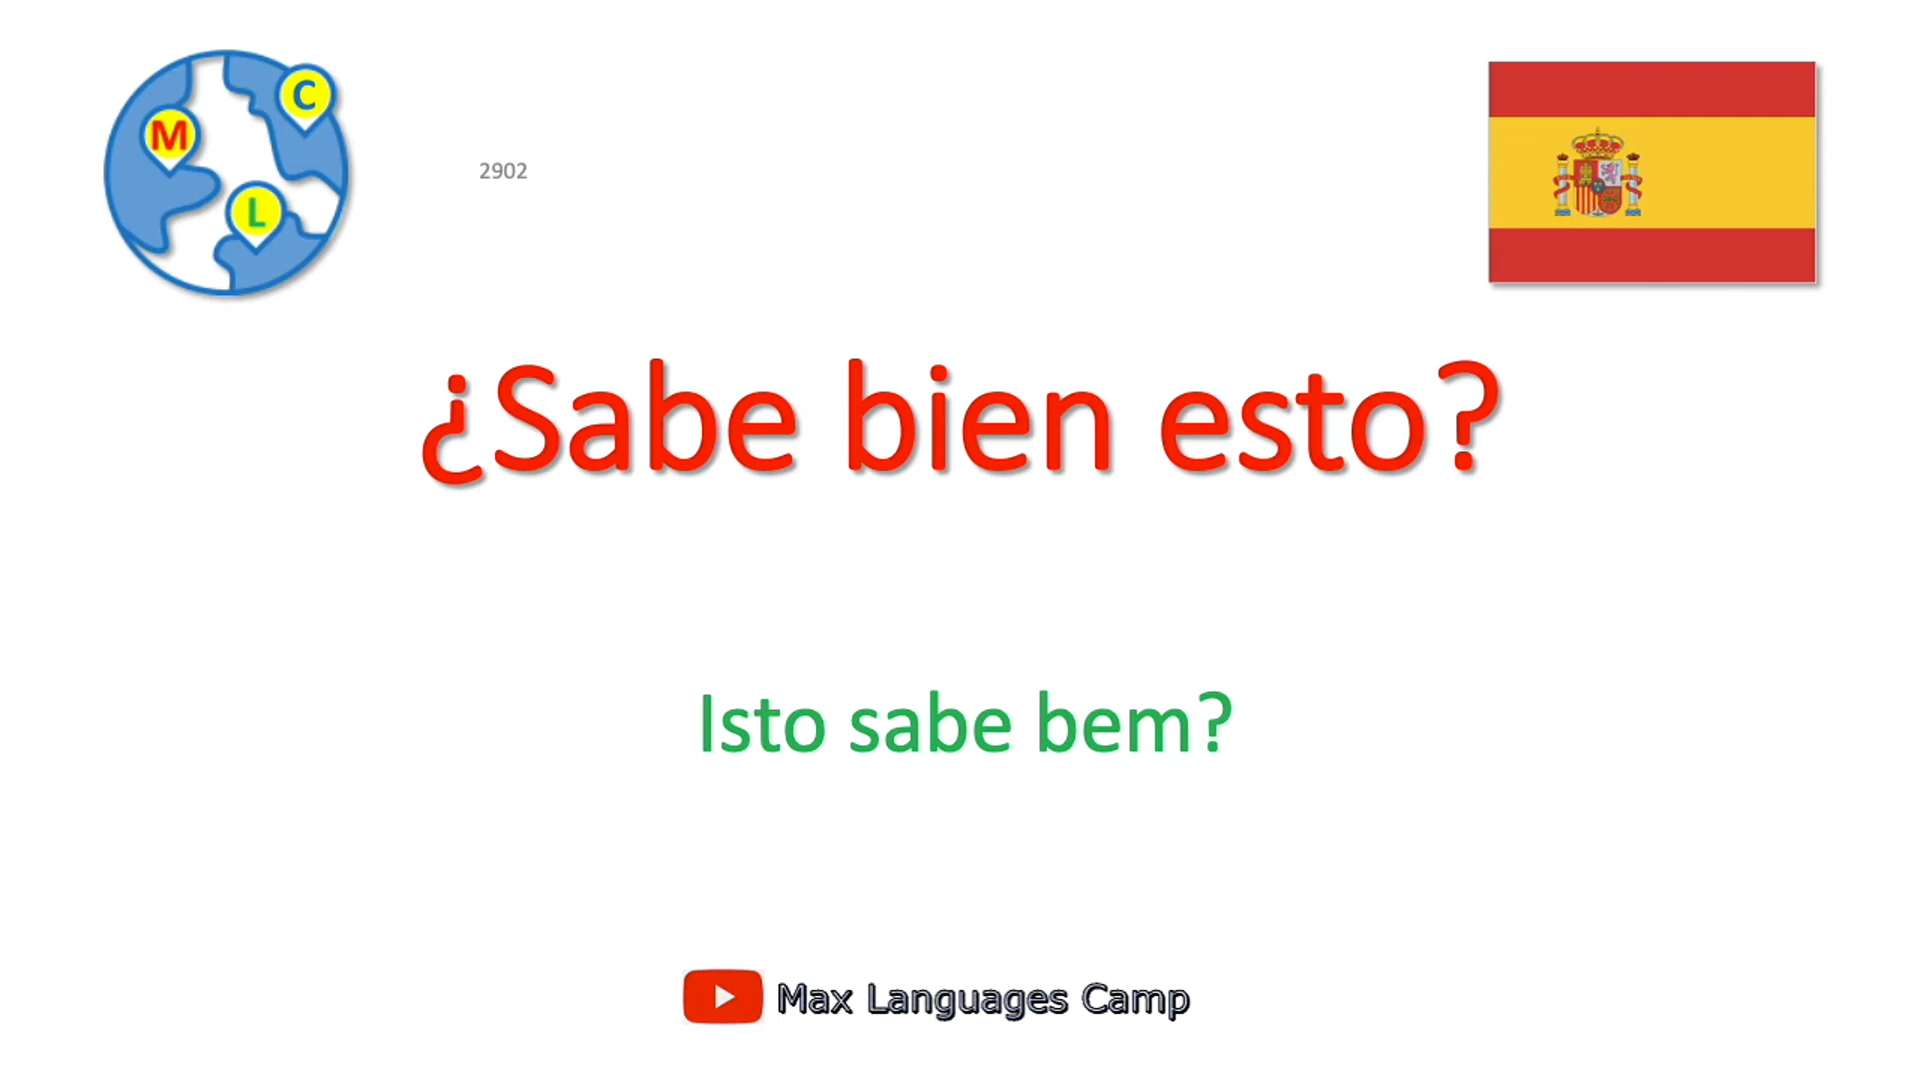 C
M
L
2902
¿Sabe bien esto?
Isto sabe bem?
Max Languages Camp